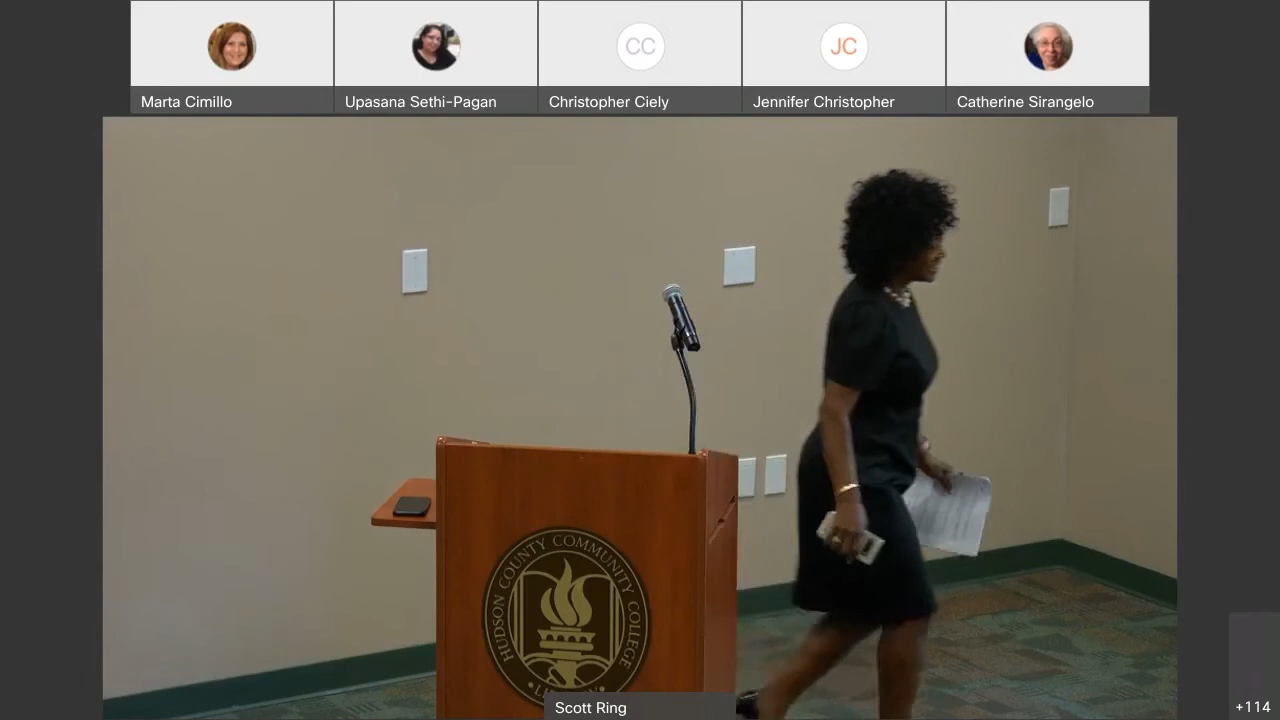 CC
JC
Marta Cimillo
Upasana Sethi-Pagan
Christopher Ciely
Jennifer Christopher
Catherine Sirangelo
HUDSON COUNTY COMMUNITY COLLEGE
Scott Ring
+114